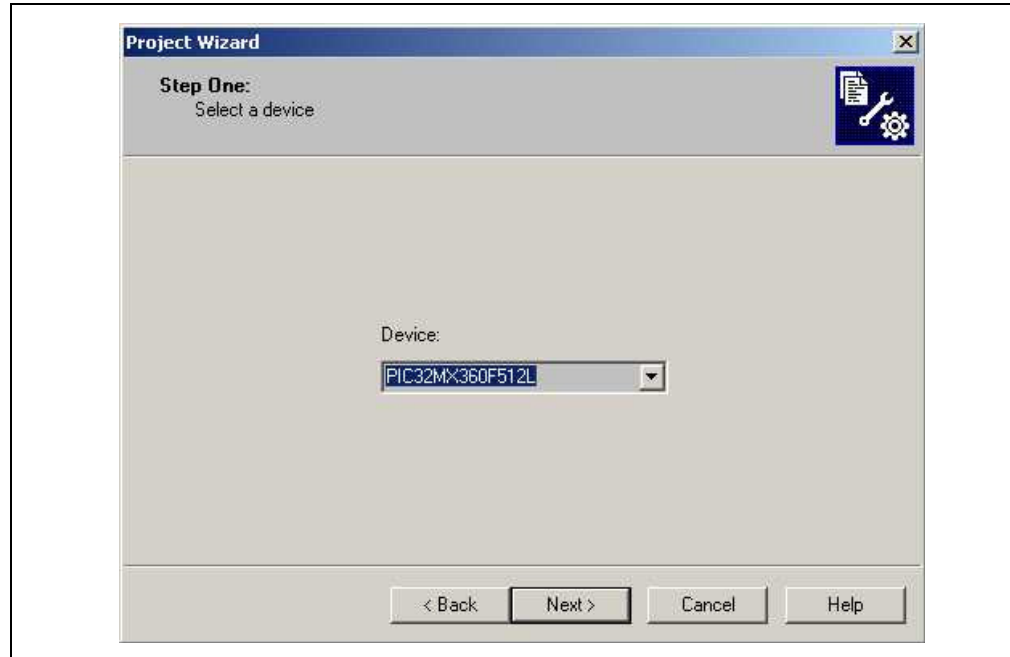 Project Wizard
Step One:
Select a device
Device:
PIC32MX360F512L
< Back Next > Cancel Help